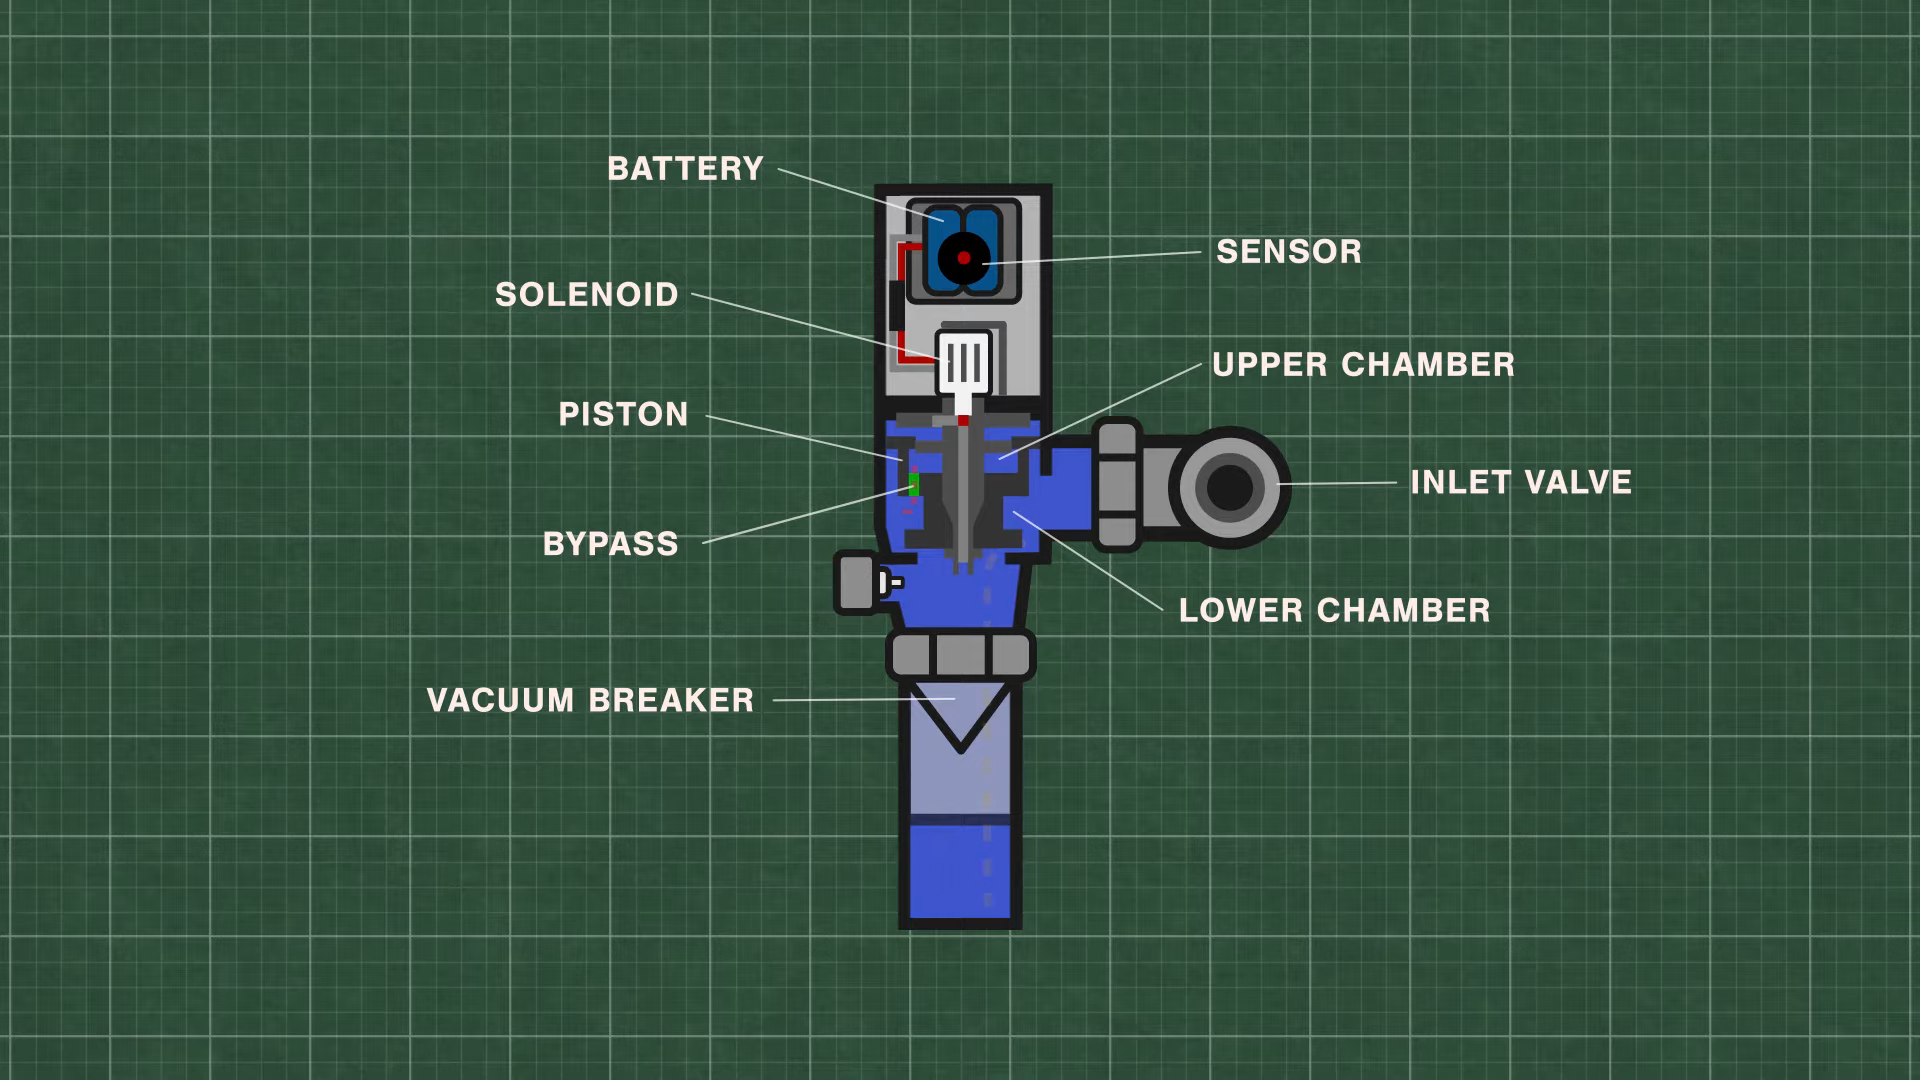 BATTERY
SENSOR
SOLENOID
UPPER CHAMBER
PISTON
INLET VALVE
BYPASS
LOWER CHAMBER
VACUUM BREAKER